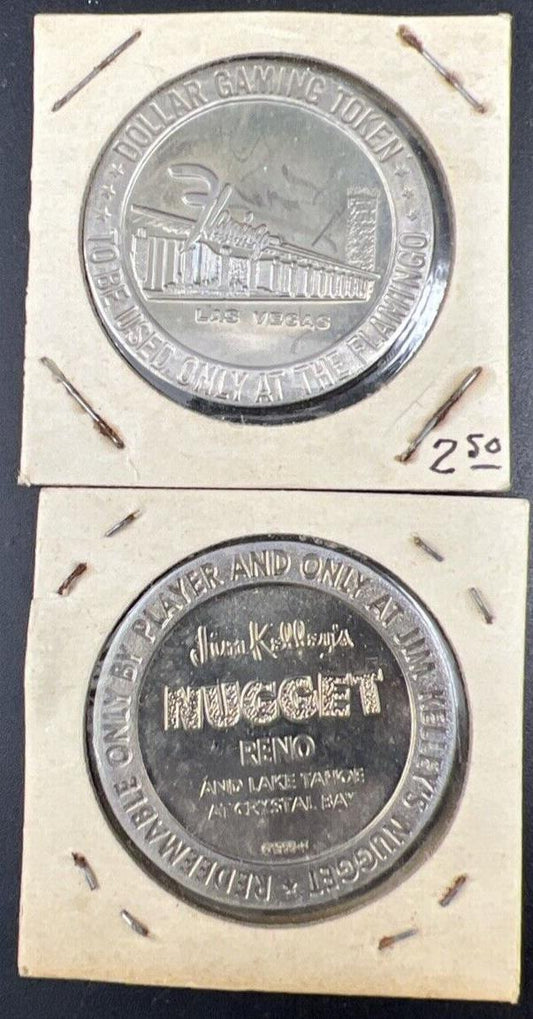 * * * DOLLAR GAMING TOKEN * * *
Flamingo
LAS VEGAS
TO BE USED ONLY AT THE FLAMINGO
2 50
REDEEMABLE ONLY BY PLAYER AND ONLY AT JIM KELLEY'S NUGGET *
Jim Kelley's
NUGGET
RENO
AND LAKE TAHOE
AT CRYSTAL BAY